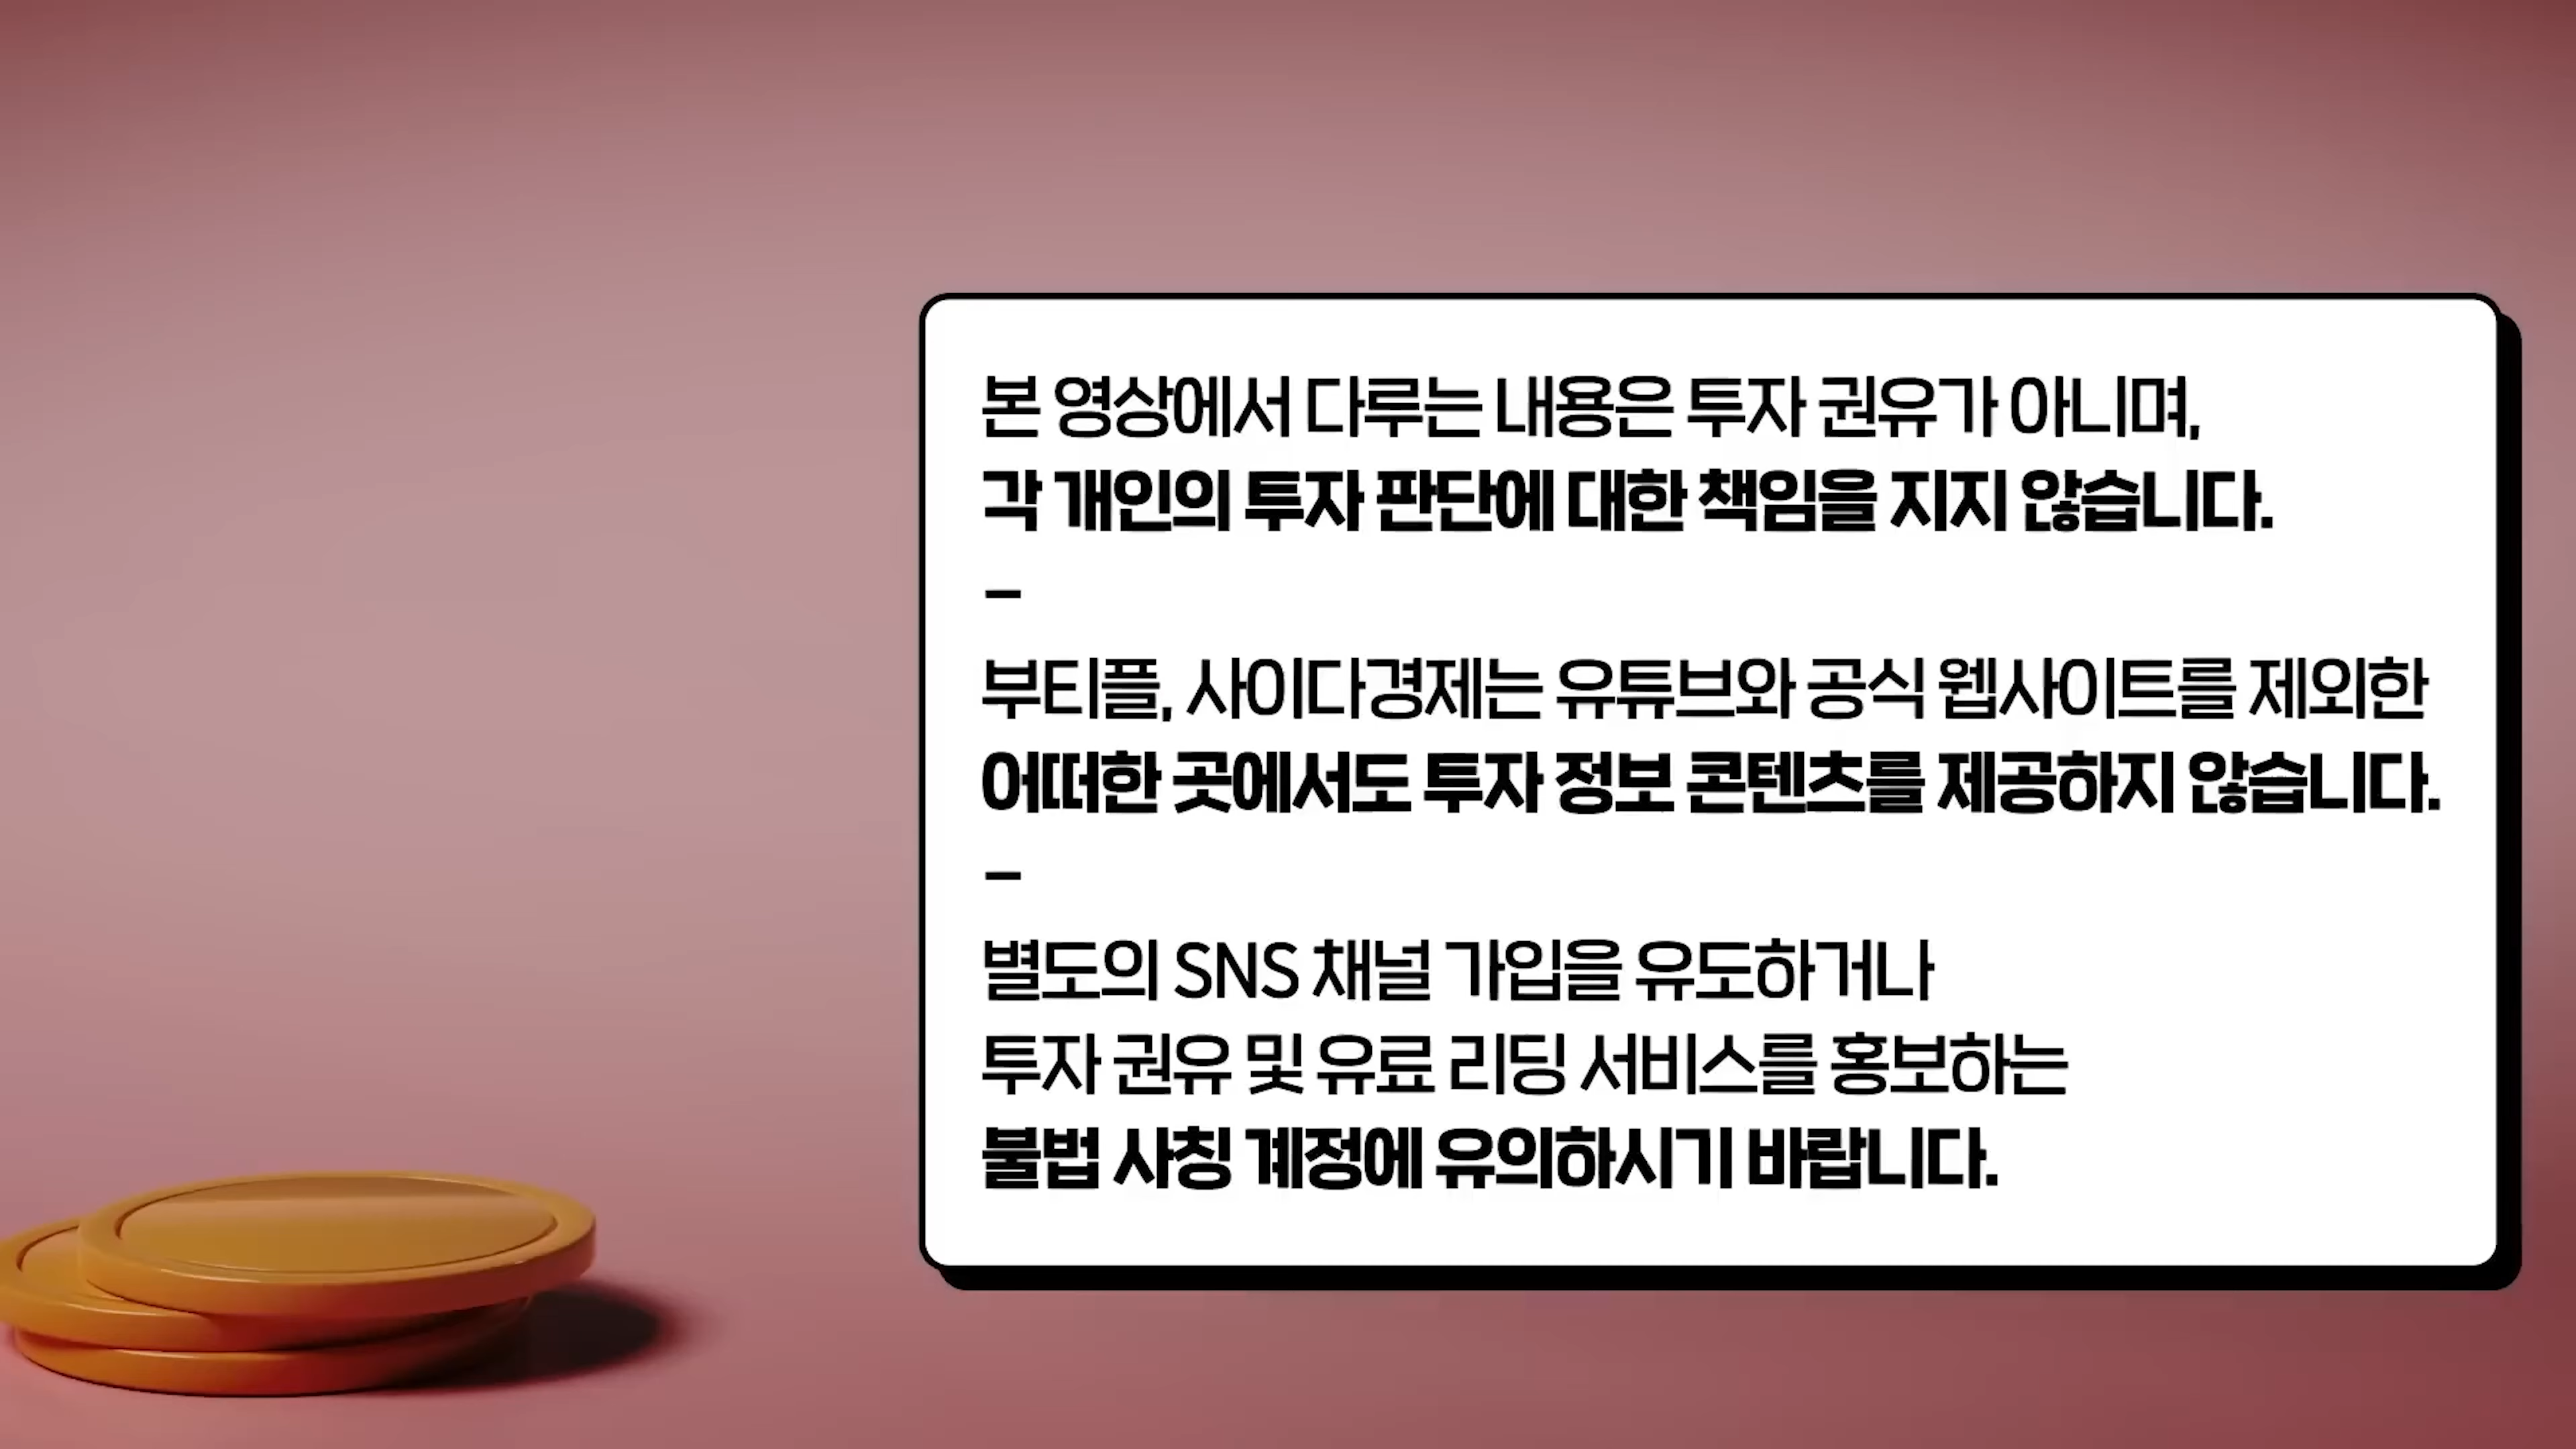 본 영상에서 다루는 내용은 투자 권유가 아니며,
각 개인의 투자 판단에 대한 책임을 지지 않습니다.
–
부티플, 사이다경제는 유튜브와 공식 웹사이트를 제외한
어떠한 곳에서도 투자 정보 콘텐츠를 제공하지 않습니다.
–
별도의 SNS 채널 가입을 유도하거나
투자 권유 및 유료 리딩 서비스를 홍보하는
불법 사칭 계정에 유의하시기 바랍니다.